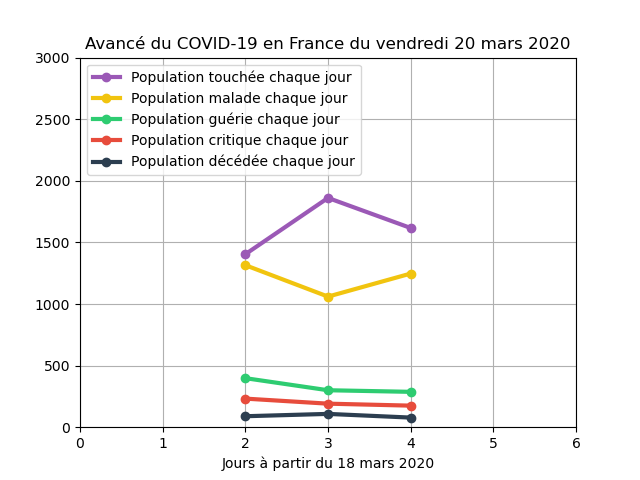 Avancé du COVID-19 en France du vendredi 20 mars 2020
3000
2500
2000
1500
1000
500
0
Population touchée chaque jour
Population malade chaque jour
Population guérie chaque jour
Population critique chaque jour
Population décédée chaque jour
0 1 2 3 4 5 6
Jours à partir du 18 mars 2020